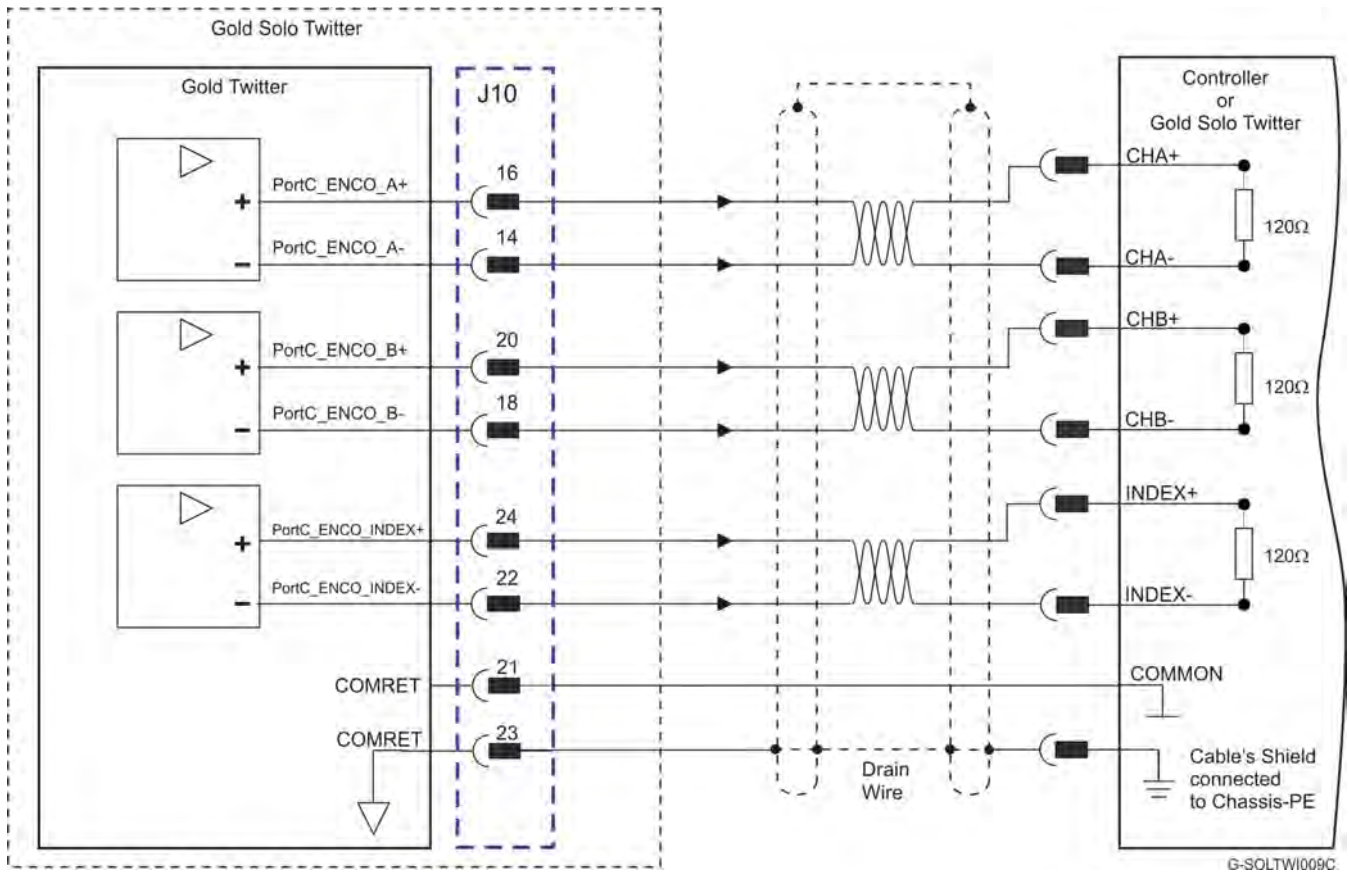 Gold Solo Twitter
Gold Twitter
J10
PortC_ENCO_A+
16
+
PortC_ENCO_A-
14
-
PortC_ENCO_B+
20
+
PortC_ENCO_B-
18
-
PortC_ENCO_INDEX+
24
+
PortC_ENCO_INDEX-
22
-
COMRET
21
COMRET
23
Drain
Wire
Controller
or
Gold Solo Twitter
CHA+
120Ω
CHA-
CHB+
120Ω
CHB-
INDEX+
120Ω
INDEX-
COMMON
Cable's Shield
connected
to Chassis-PE
G-SOLTWI009C